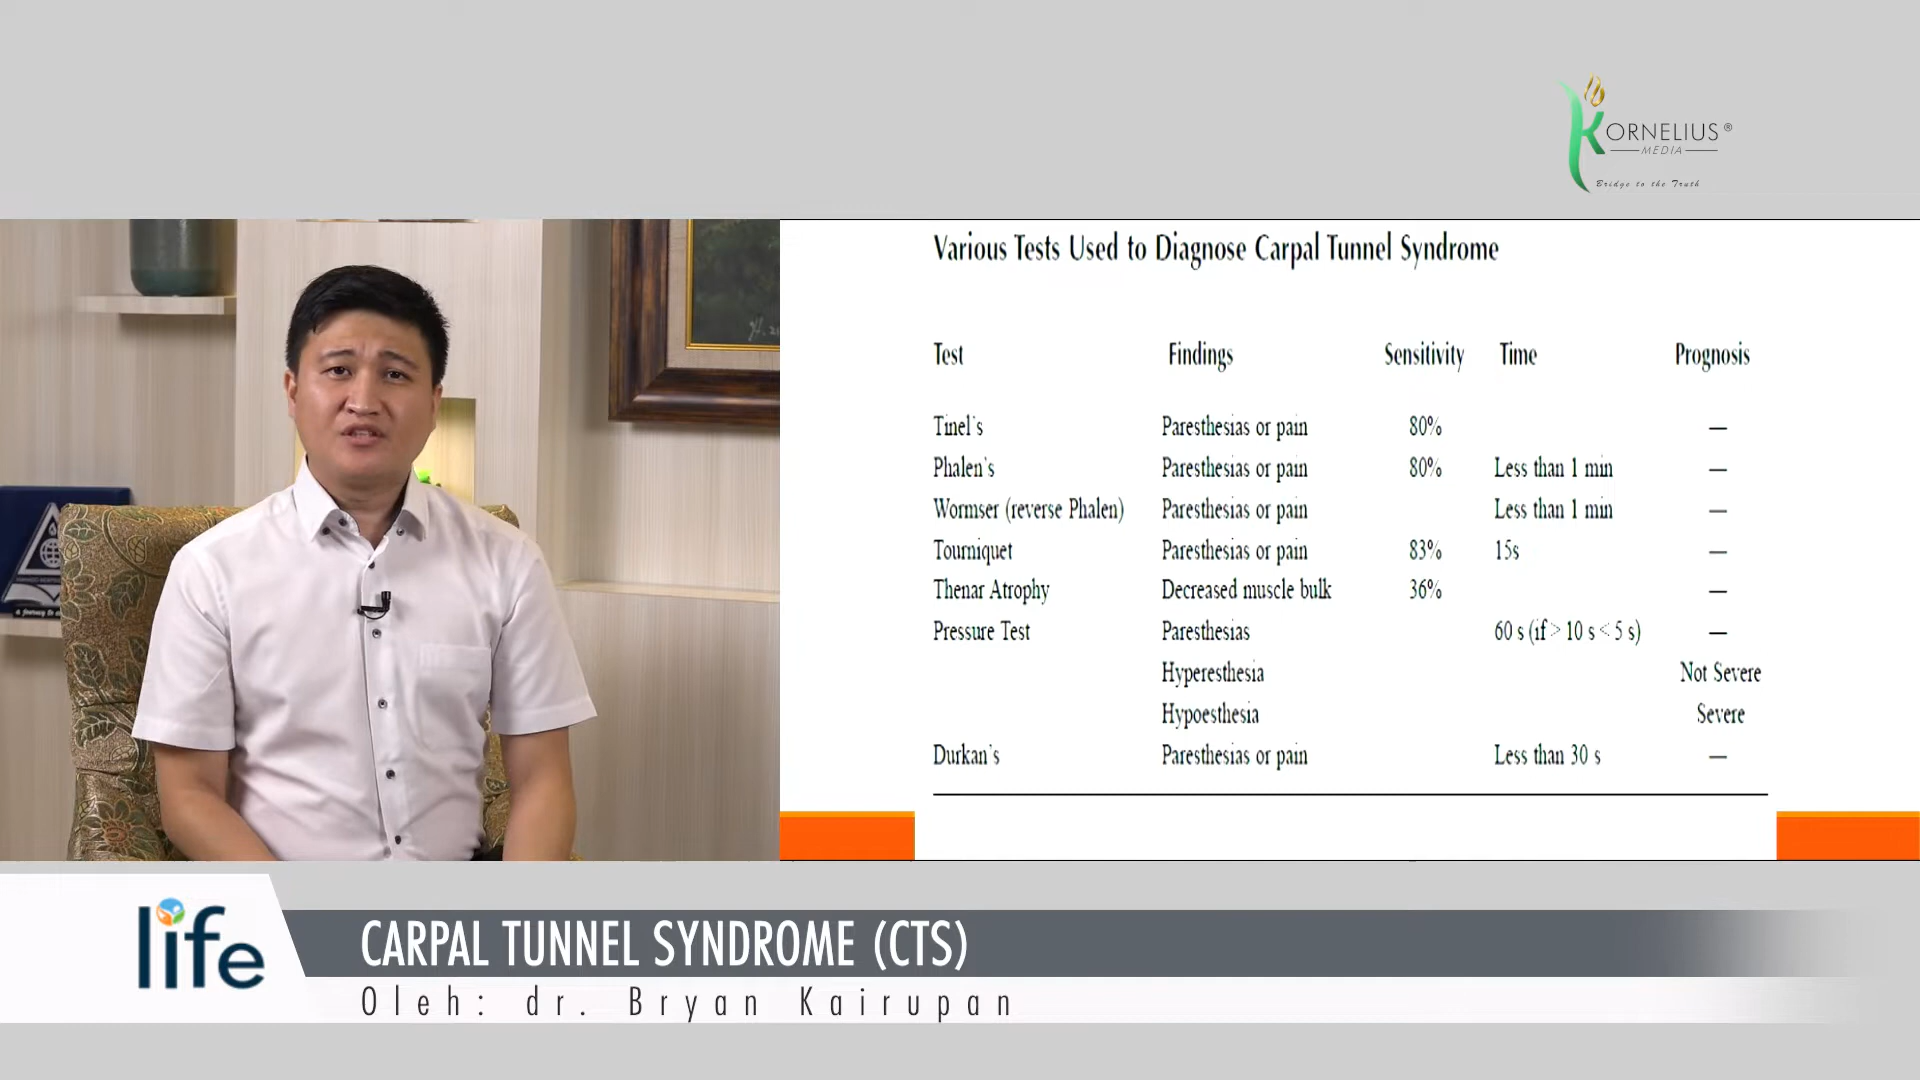 KORNELIUS®
MEDIA
Bridge to the Truth
Various Tests Used to Diagnose Carpal Tunnel Syndrome
Test Findings Sensitivity Time Prognosis
Tinel's Paresthesias or pain 80% —
Phalen's Paresthesias or pain 80% Less than 1 min —
Wormser (reverse Phalen) Paresthesias or pain Less than 1 min —
Tourniquet Paresthesias or pain 83% 15s —
Thenar Atrophy Decreased muscle bulk 36% —
Pressure Test Paresthesias 60 s (if > 10 s < 5 s) —
Hyperesthesia Not Severe
Hypoesthesia Severe
Durkan's Paresthesias or pain Less than 30 s —
life
CARPAL TUNNEL SYNDROME (CTS)
Oleh: dr. Bryan Kairupan